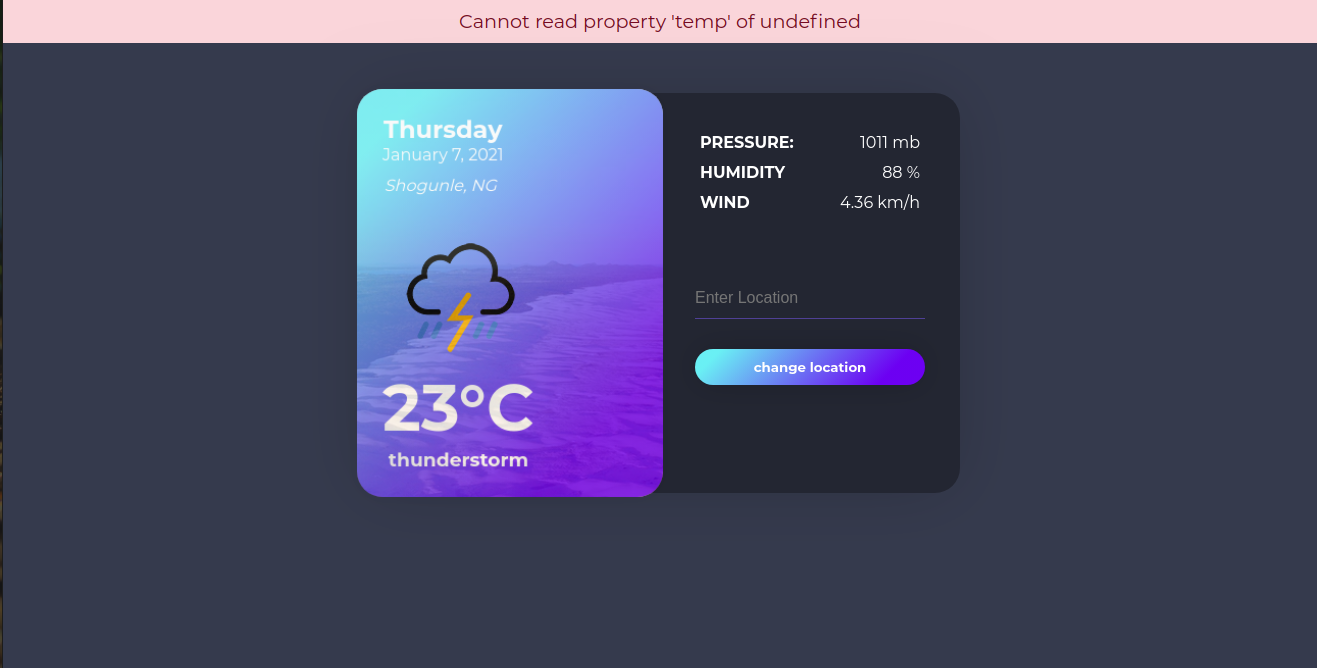 Cannot read property 'temp' of undefined
Thursday
January 7, 2021
Shogunle, NG
23°C
thunderstorm
PRESSURE: 1011 mb
HUMIDITY 88 %
WIND 4.36 km/h
Enter Location
change location